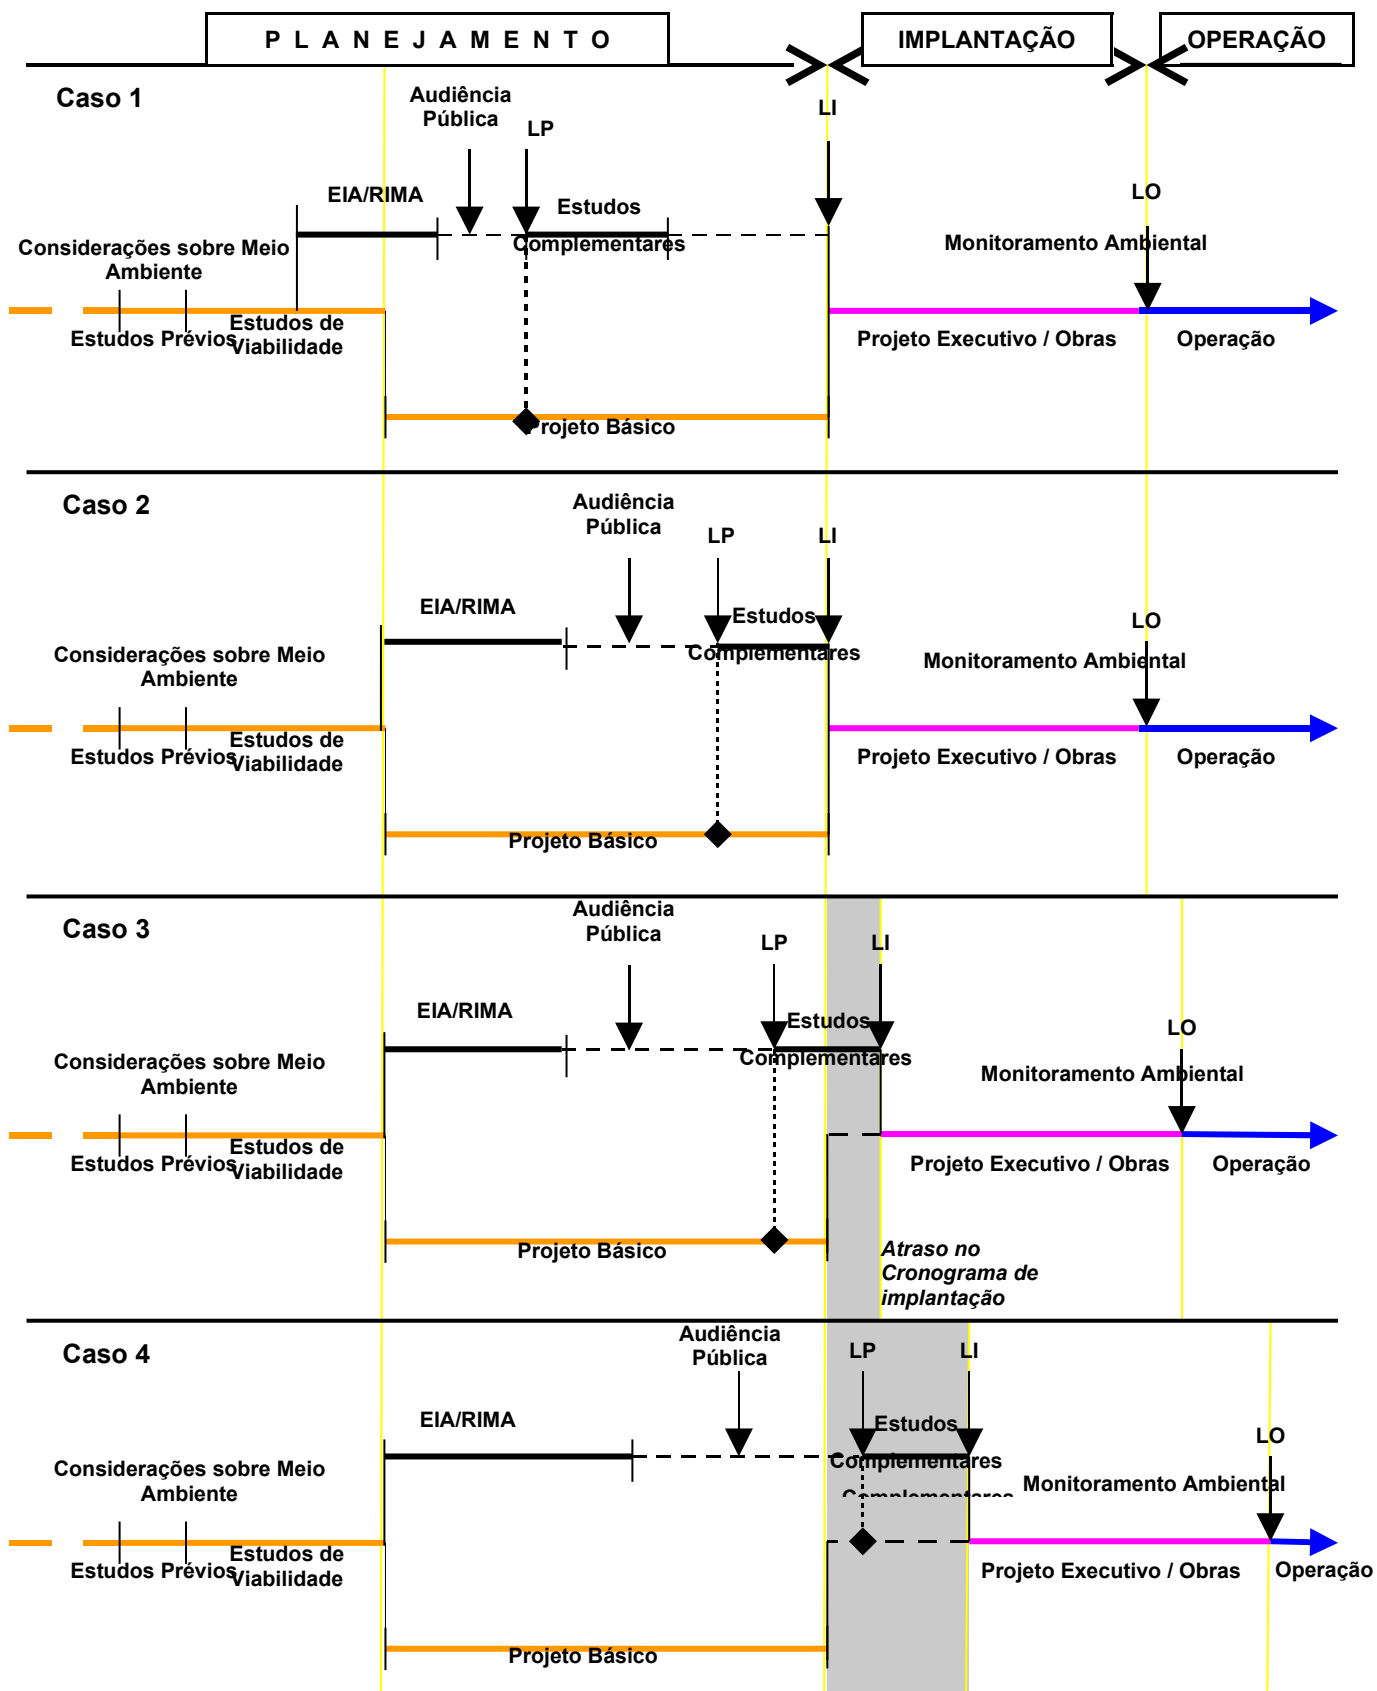 P L A N E J A M E N T O
IMPLANTAÇÃO
OPERAÇÃO
Caso 1
Audiência
Pública
LP
LI
EIA/RIMA
Estudos
Complementares
LO
Considerações sobre Meio
Ambiente
Monitoramento Ambiental
Estudos Prévios
Estudos de
Viabilidade
Projeto Executivo / Obras
Operação
Projeto Básico
Caso 2
Audiência
Pública
LP
LI
EIA/RIMA
Estudos
Complementares
LO
Considerações sobre Meio
Ambiente
Monitoramento Ambiental
Estudos Prévios
Estudos de
Viabilidade
Projeto Executivo / Obras
Operação
Projeto Básico
Caso 3
Audiência
Pública
LP
LI
EIA/RIMA
Estudos
Complementares
LO
Considerações sobre Meio
Ambiente
Monitoramento Ambiental
Estudos Prévios
Estudos de
Viabilidade
Projeto Executivo / Obras
Operação
Projeto Básico
Atraso no
Cronograma de
implantação
Caso 4
Audiência
Pública
LP
LI
EIA/RIMA
Estudos
Complementares
Complementares
LO
Considerações sobre Meio
Ambiente
Monitoramento Ambiental
Estudos Prévios
Estudos de
Viabilidade
Projeto Executivo / Obras
Operação
Projeto Básico